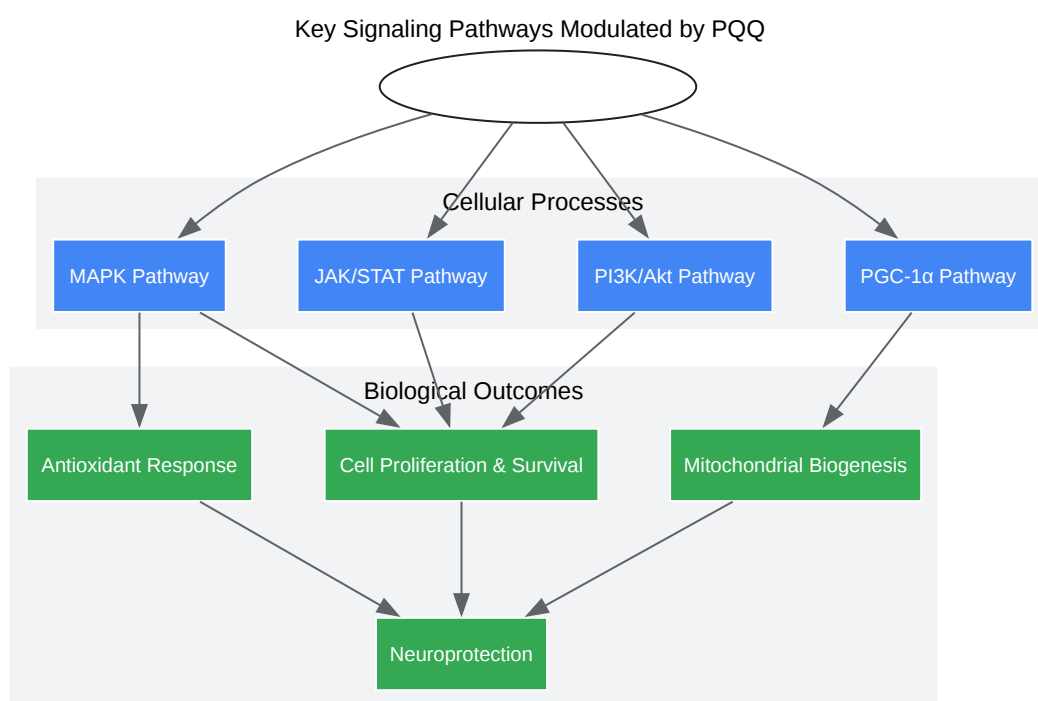 Key Signaling Pathways Modulated by PQQ
Cellular Processes
MAPK Pathway
JAK/STAT Pathway
PI3K/Akt Pathway
PGC-1α Pathway
Biological Outcomes
Antioxidant Response
Cell Proliferation & Survival
Mitochondrial Biogenesis
Neuroprotection